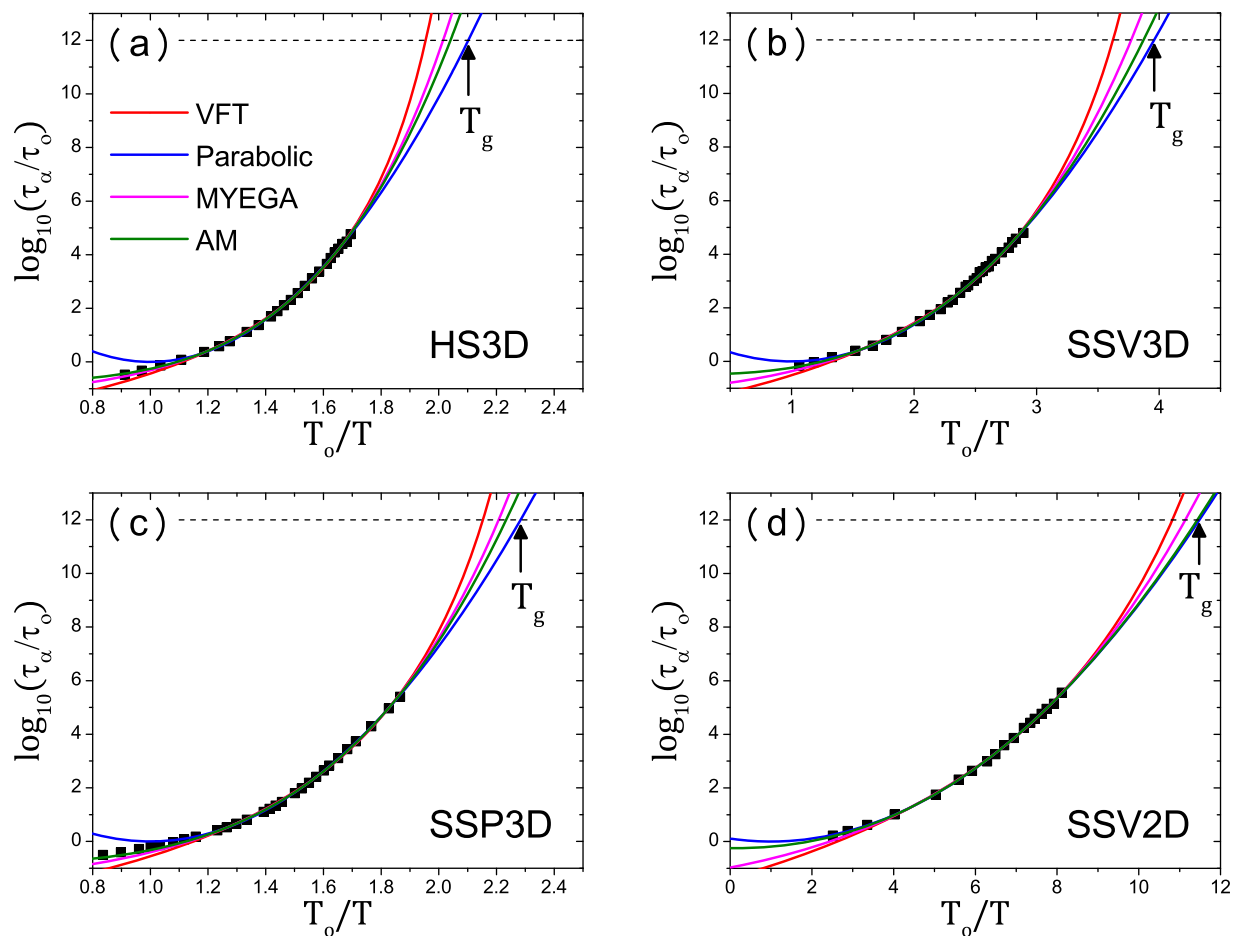 (a)
12
10
8
6
4
2
0
log₁₀(τα/τo)
VFT
Parabolic
MYEGA
AM
Tg
HS3D
0.8 1.0 1.2 1.4 1.6 1.8 2.0 2.2 2.4
To/T
(b)
12
10
8
6
4
2
0
log₁₀(τα/τo)
Tg
SSV3D
1 2 3 4
To/T
(c)
12
10
8
6
4
2
0
log₁₀(τα/τo)
Tg
SSP3D
0.8 1.0 1.2 1.4 1.6 1.8 2.0 2.2 2.4
To/T
(d)
12
10
8
6
4
2
0
log₁₀(τα/τo)
Tg
SSV2D
0 2 4 6 8 10 12
To/T